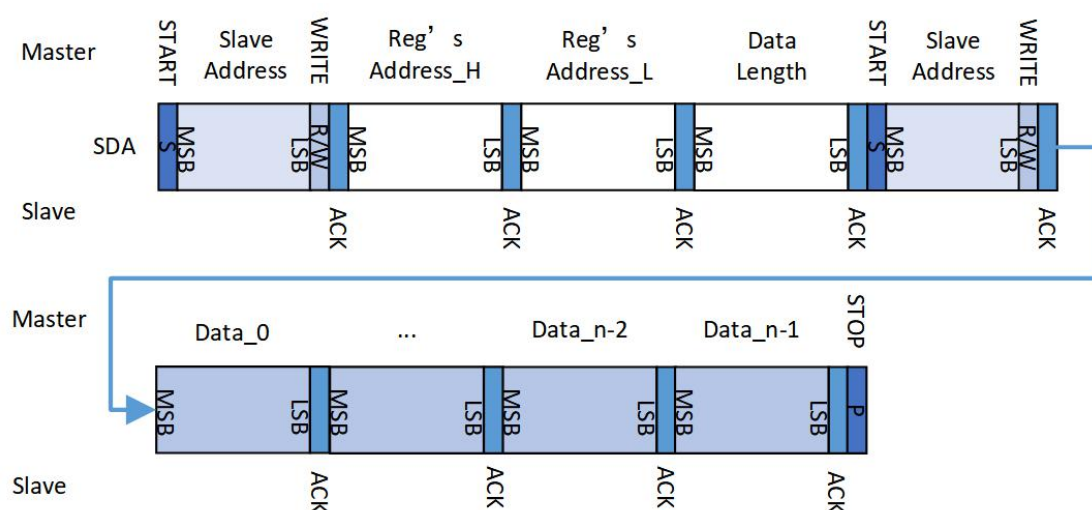 START
Slave
Address
WRITE
Reg’s
Address_H
Reg’s
Address_L
Data
Length
START
Slave
Address
WRITE
Master
SDA
S
MSB
LSB
R/W
MSB
LSB
MSB
LSB
MSB
LSB
S
MSB
LSB
R/W
Slave
ACK
ACK
ACK
ACK
ACK
Master
Data_0
...
Data_n-2
Data_n-1
STOP
MSB
LSB
MSB
LSB
MSB
LSB
MSB
LSB
P
Slave
ACK
ACK
ACK
ACK